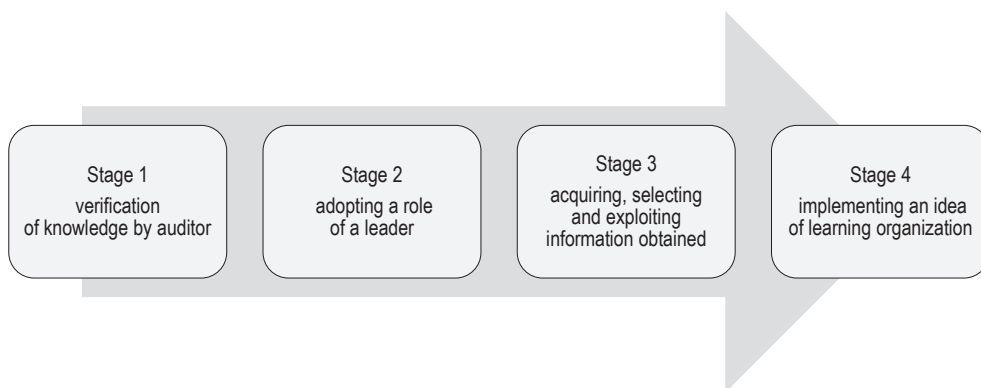 Stage 1
verification
of knowledge by auditor
Stage 2
adopting a role
of a leader
Stage 3
acquiring, selecting
and exploiting
information obtained
Stage 4
implementing an idea
of learning organization